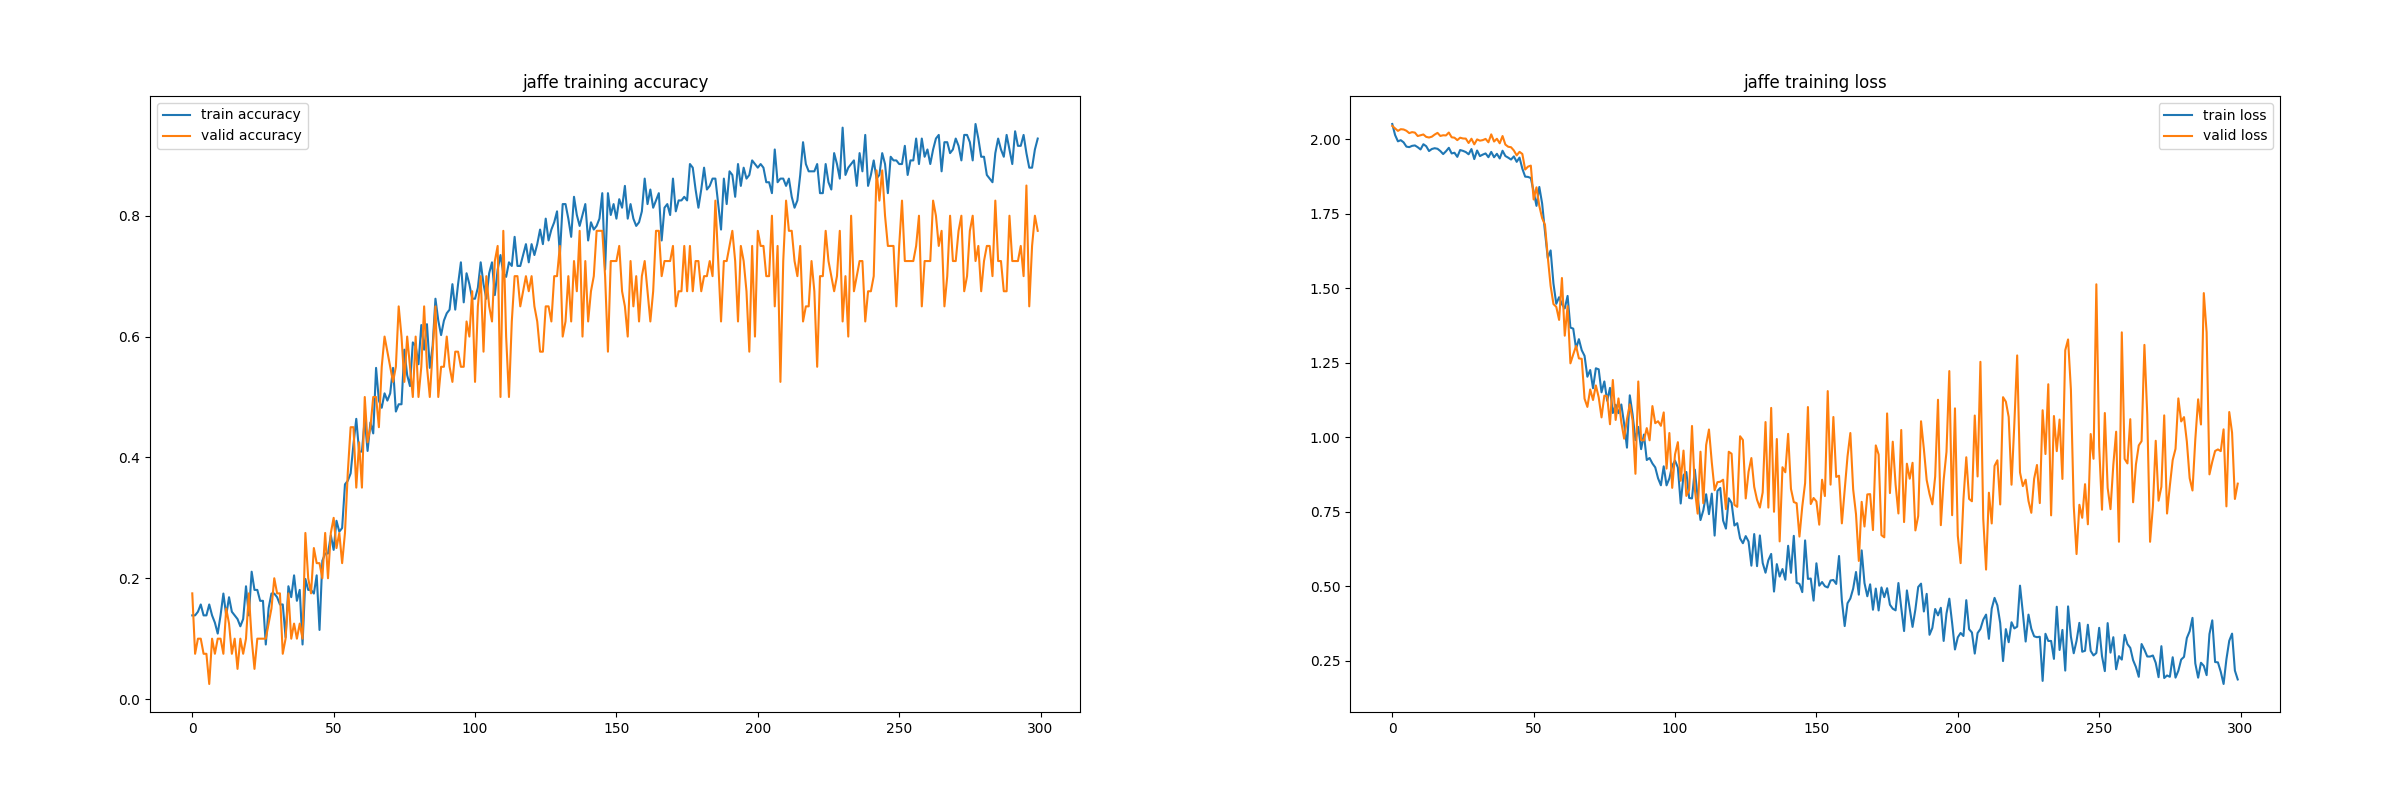 jaffe training accuracy
train accuracy
valid accuracy
0.8
0.6
0.4
0.2
0.0
0 50 100 150 200 250 300
jaffe training loss
train loss
valid loss
2.00
1.75
1.50
1.25
1.00
0.75
0.50
0.25
0 50 100 150 200 250 300